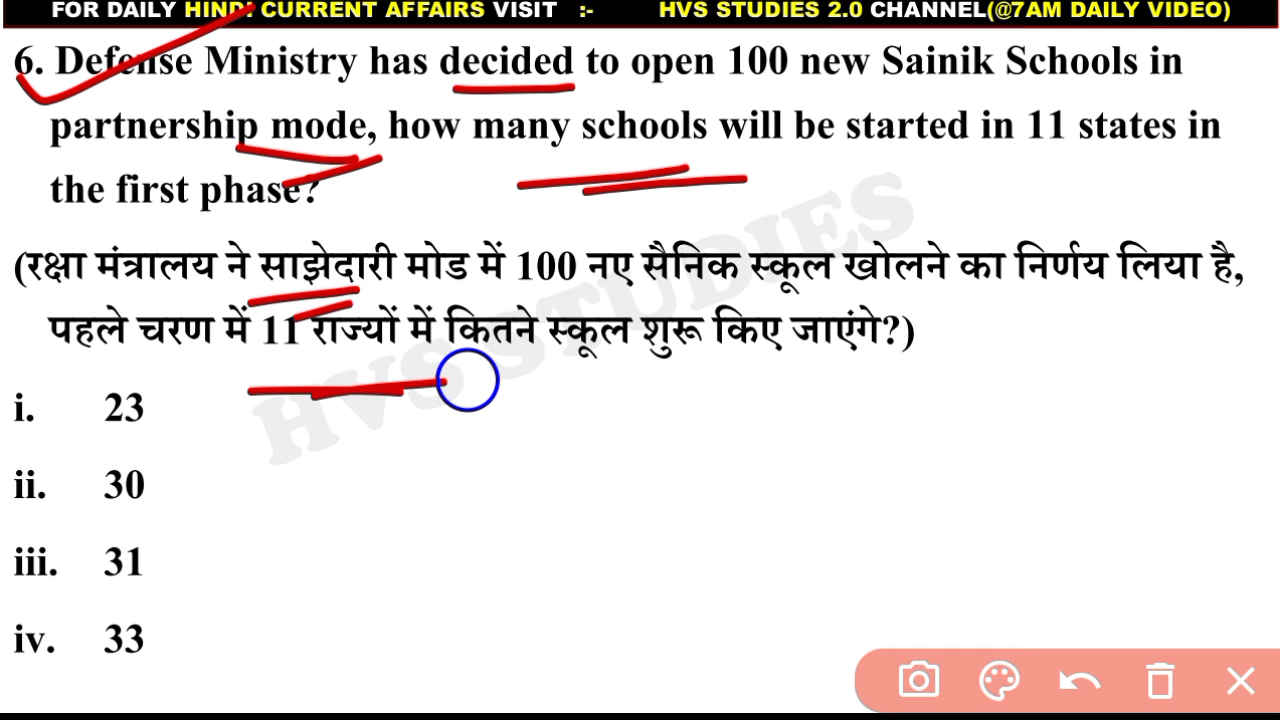 FOR DAILY HINDI CURRENT AFFAIRS VISIT :- HVS STUDIES 2.0 CHANNEL(@7AM DAILY VIDEO)
6. Defense Ministry has decided to open 100 new Sainik Schools in
partnership mode, how many schools will be started in 11 states in
the first phase?
(रक्षा मंत्रालय ने साझेदारी मोड में 100 नए सैनिक स्कूल खोलने का निर्णय लिया है,
पहले चरण में 11 राज्यों में कितने स्कूल शुरू किए जाएंगे?)
HVS STUDIES
i. 23
ii. 30
iii. 31
iv. 33